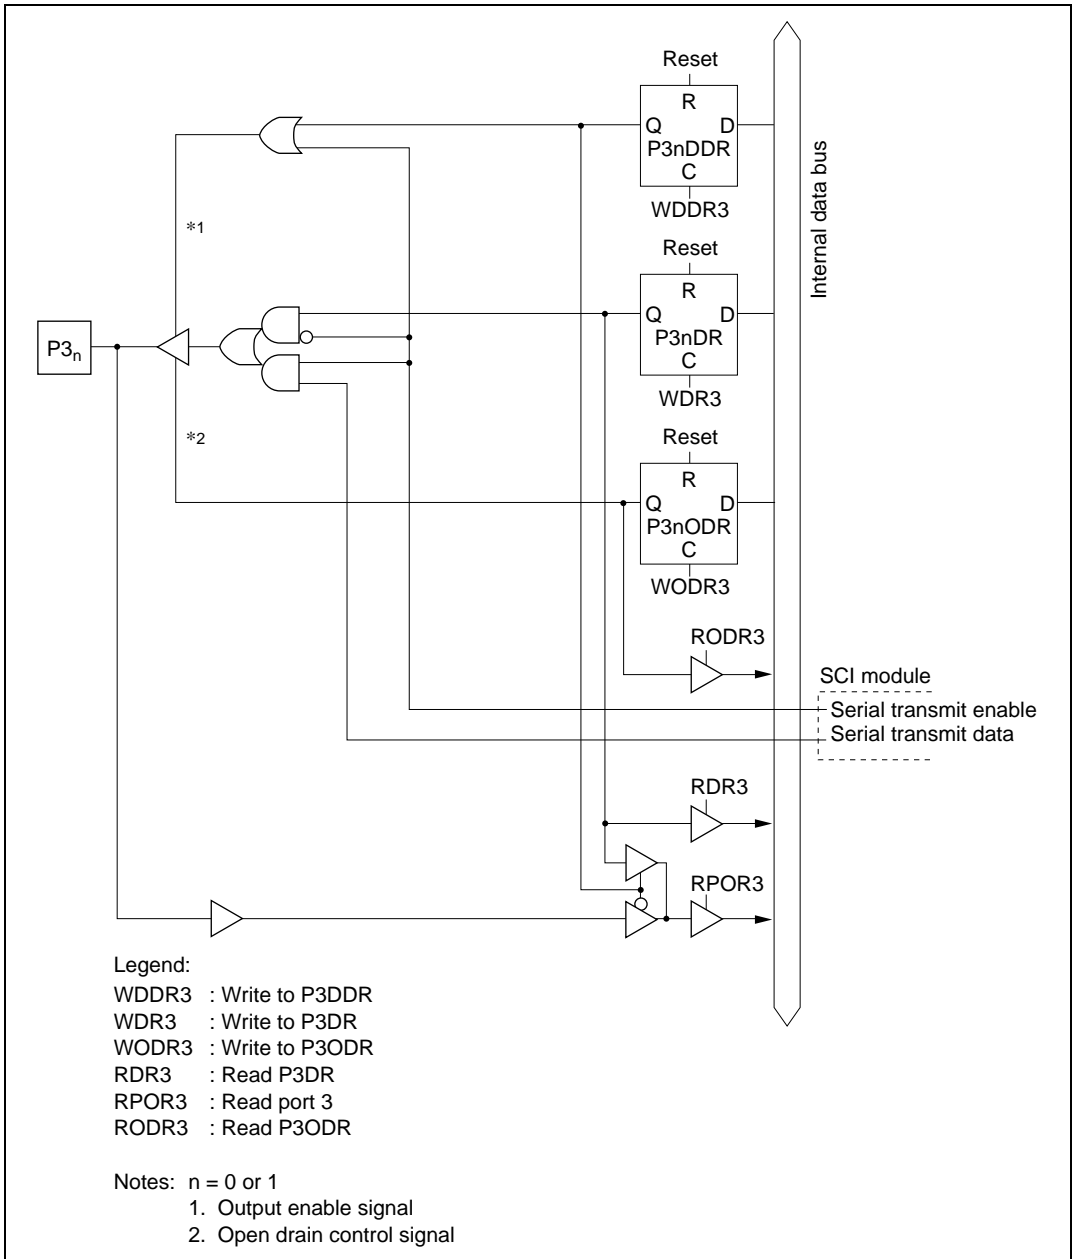 Reset
R
Q D
P3nDDR
C
WDDR3
Internal data bus
*1
Reset
R
Q D
P3nDR
C
WDR3
P3n
*2
Reset
R
Q D
P3nODR
C
WODR3
RODR3
SCI module
Serial transmit enable
Serial transmit data
RDR3
RPOR3
Legend:
WDDR3 : Write to P3DDR
WDR3 : Write to P3DR
WODR3 : Write to P3ODR
RDR3 : Read P3DR
RPOR3 : Read port 3
RODR3 : Read P3ODR
Notes: n = 0 or 1
1. Output enable signal
2. Open drain control signal